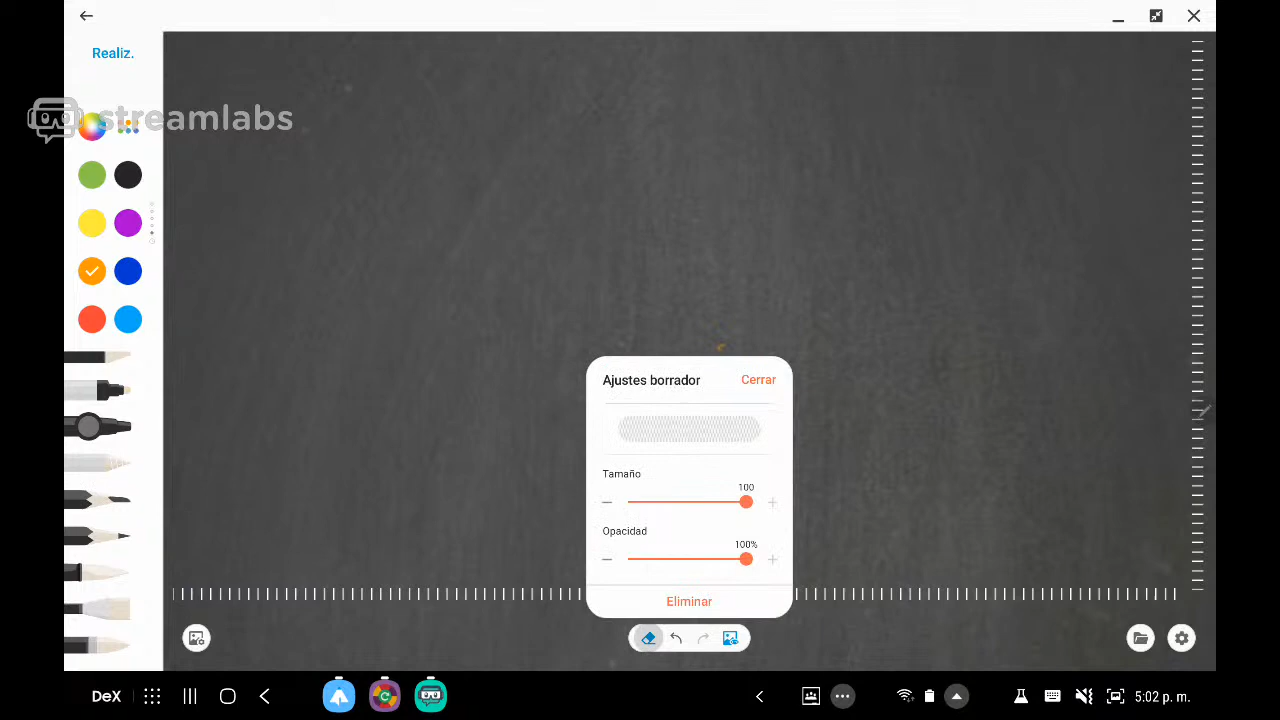 Realiz.
streamlabs
Ajustes borrador
Cerrar
Tamaño
100
Opacidad
100%
Eliminar
DeX
5:02 p. m.